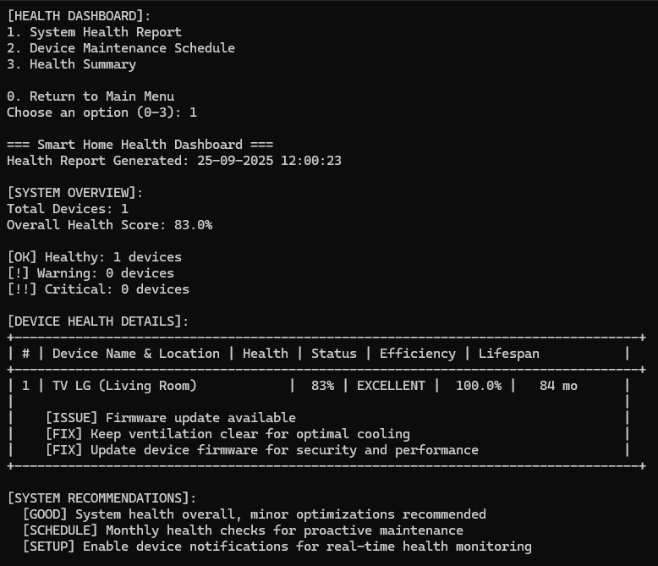 [HEALTH DASHBOARD]:
1. System Health Report
2. Device Maintenance Schedule
3. Health Summary
0. Return to Main Menu
Choose an option (0-3): 1
=== Smart Home Health Dashboard ===
Health Report Generated: 25-09-2025 12:00:23
[SYSTEM OVERVIEW]:
Total Devices: 1
Overall Health Score: 83.0%
[OK] Healthy: 1 devices
[!] Warning: 0 devices
[!!] Critical: 0 devices
[DEVICE HEALTH DETAILS]:
+----------------------------------------------------------------------------------+
| # | Device Name & Location | Health | Status | Efficiency | Lifespan           |
+----------------------------------------------------------------------------------+
| 1 | TV LG (Living Room)            |  83% | EXCELLENT |  100.0% |   84 mo      |
|                                                                                |
|    [ISSUE] Firmware update available                                           |
|    [FIX] Keep ventilation clear for optimal cooling                            |
|    [FIX] Update device firmware for security and performance                   |
+----------------------------------------------------------------------------------+
[SYSTEM RECOMMENDATIONS]:
  [GOOD] System health overall, minor optimizations recommended
  [SCHEDULE] Monthly health checks for proactive maintenance
  [SETUP] Enable device notifications for real-time health monitoring